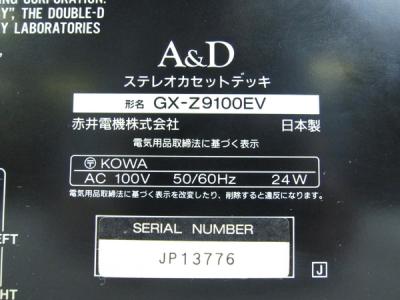 ING CORPORATION.
Y", THE DOUBLE-D
Y LABORATORIES
A&D
ステレオカセットデッキ
形名 GX-Z9100EV
赤井電機株式会社 日本製
電気用品取締法に基づく表示
〒 KOWA
AC 100V 50/60Hz 24W
電気用品取締法に基づく表示を改変したり、削除すると違反になります。
SERIAL NUMBER
JP13776
J
EFT
HT